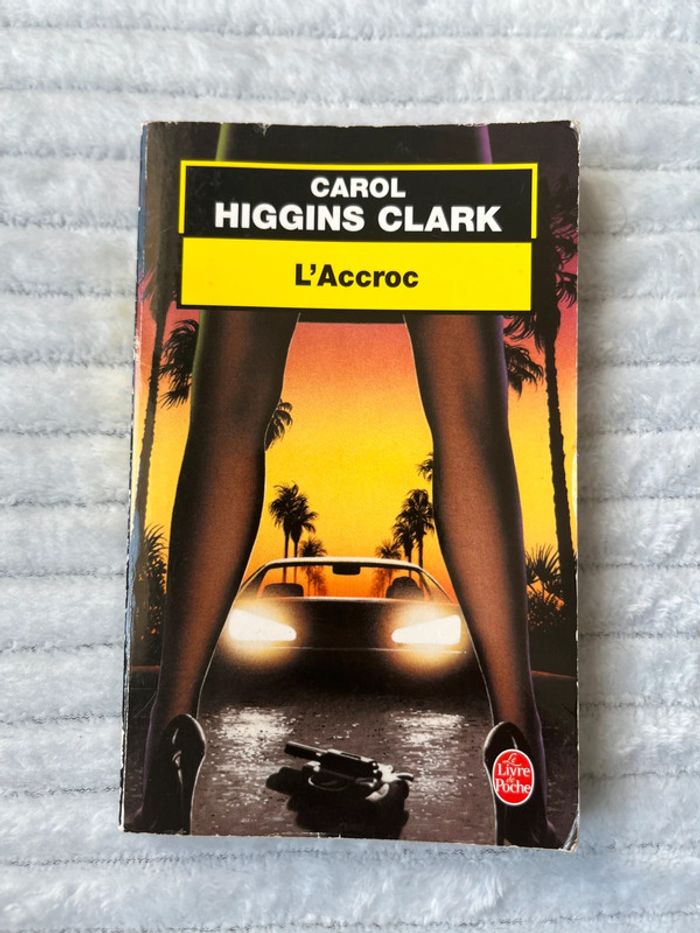 CAROL
HIGGINS CLARK
L'Accroc
Le
Livre
de
Poche